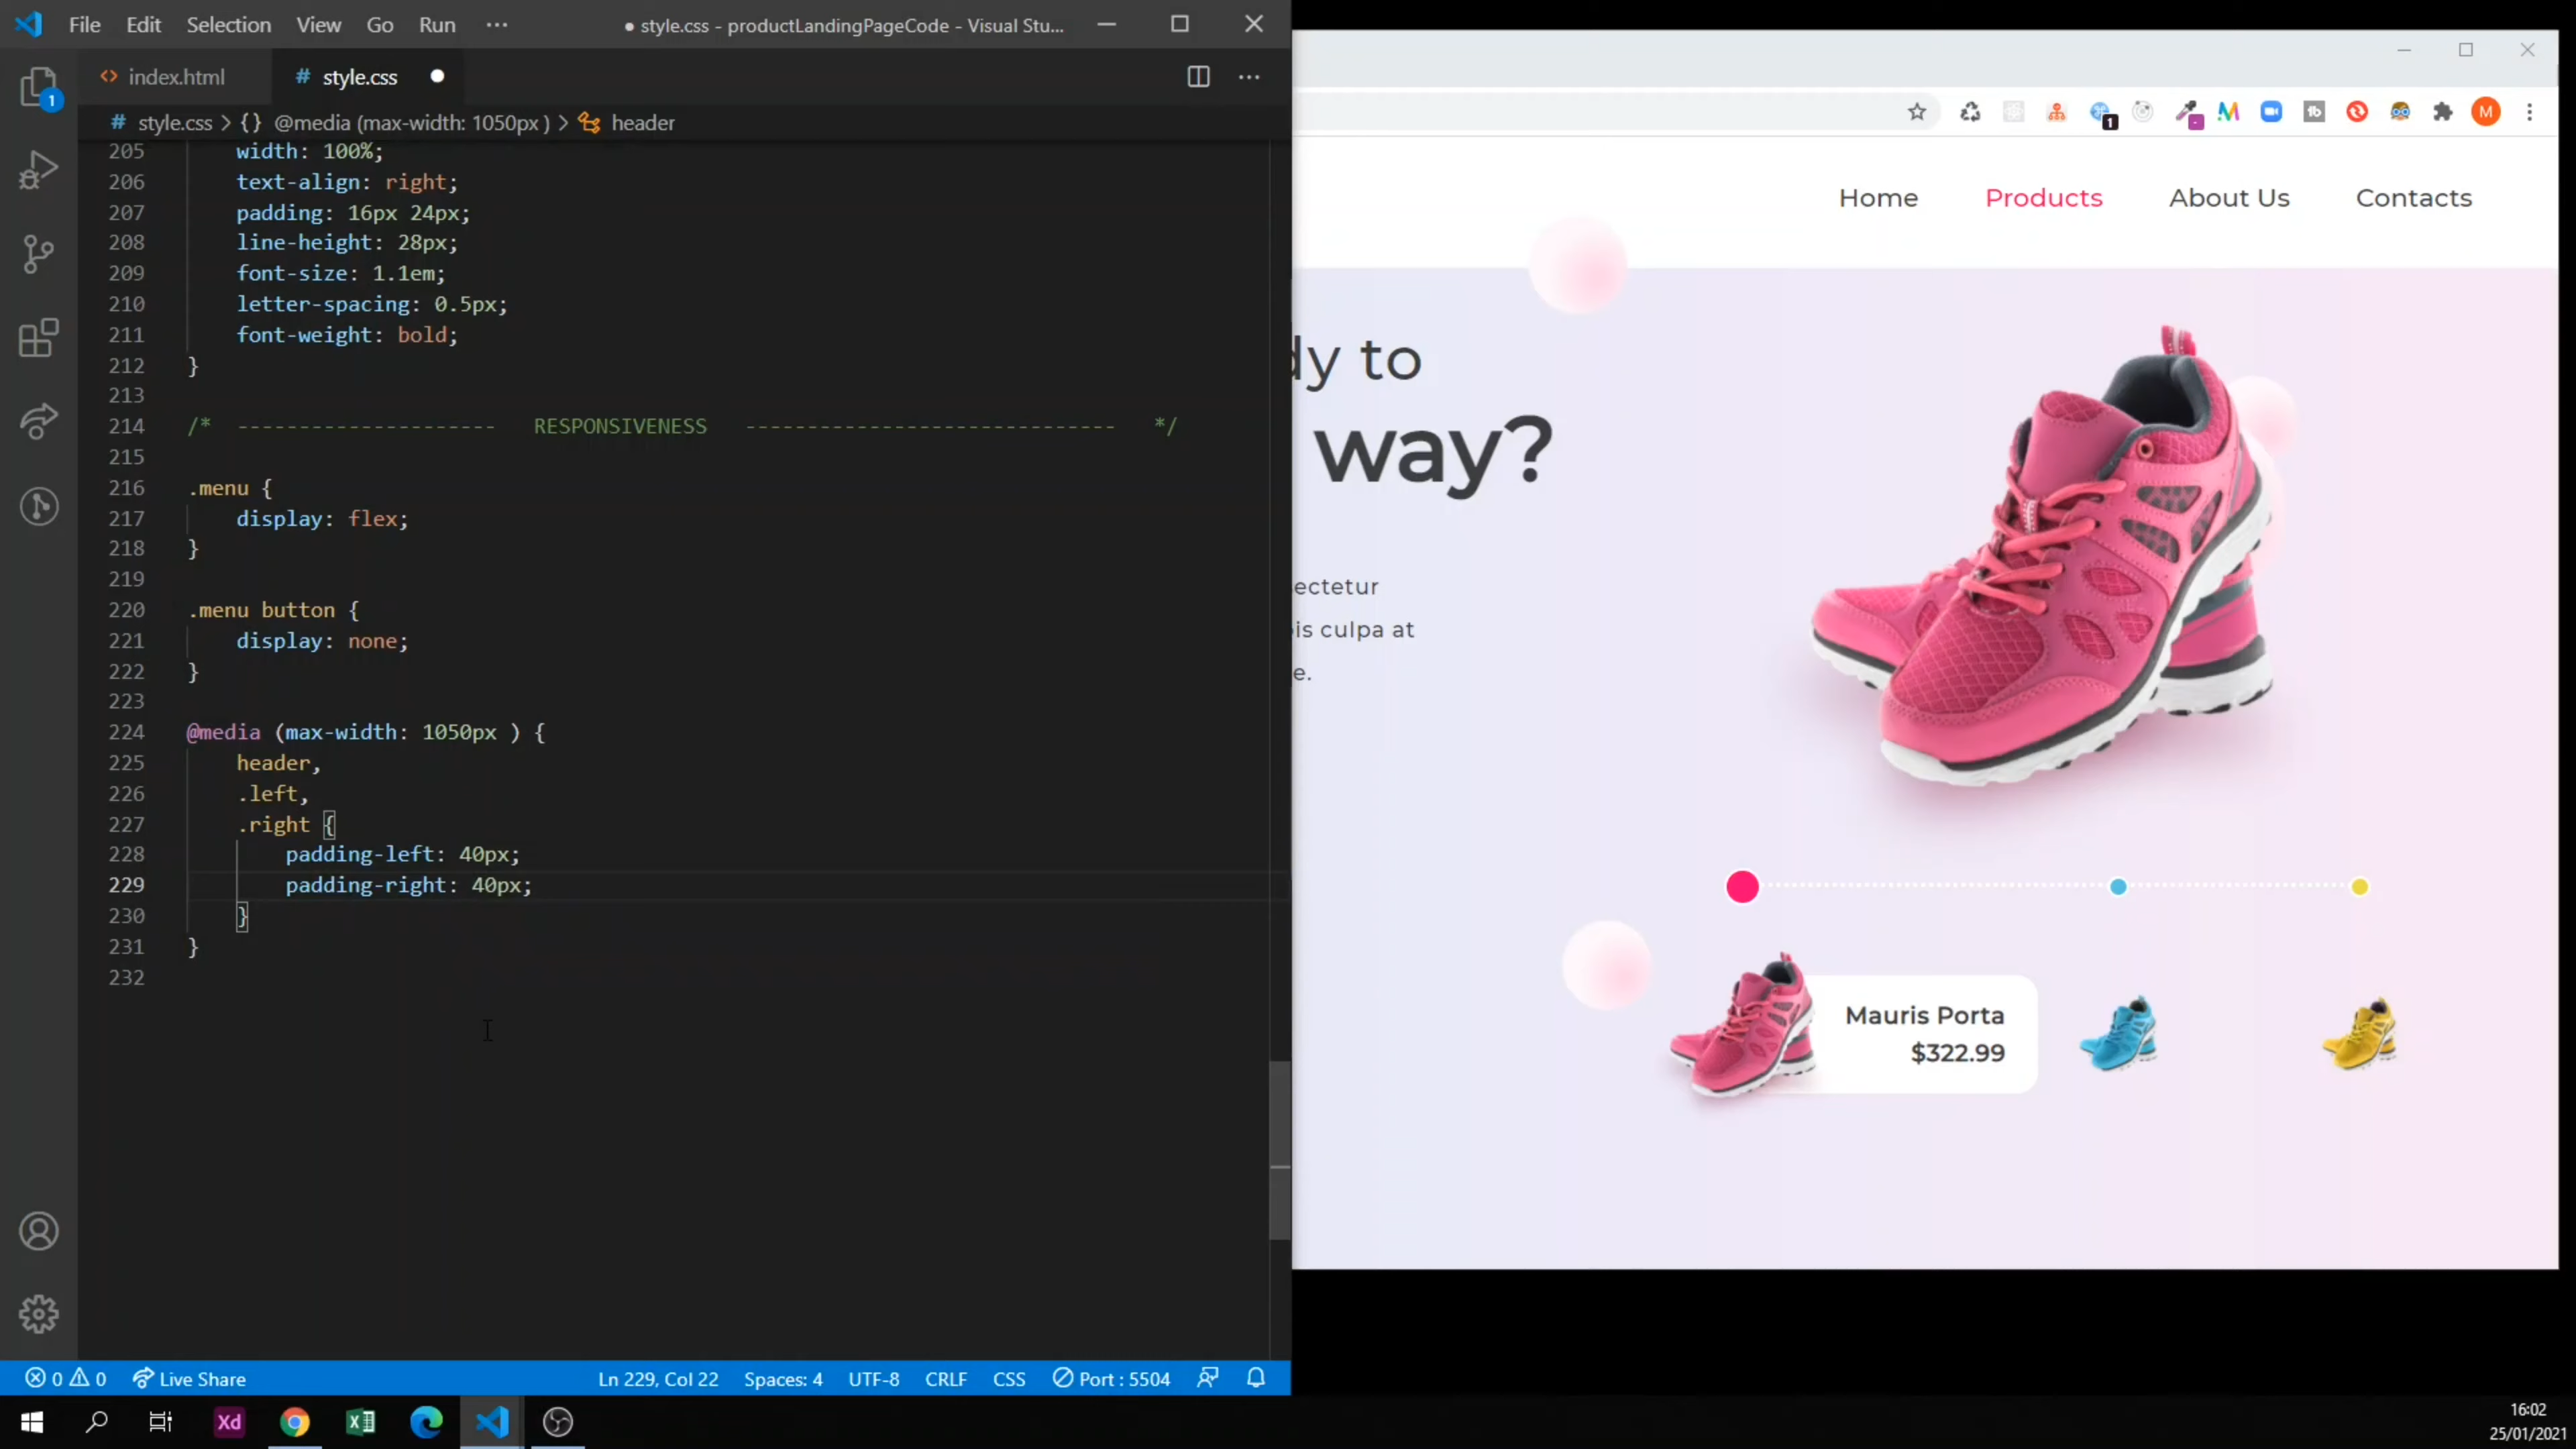 File Edit Selection View Go Run ···
● style.css - productLandingPageCode - Visual Stu...
index.html
# style.css
# style.css > {} @media (max-width: 1050px ) > header
205 width: 100%;
206 text-align: right;
207 padding: 16px 24px;
208 line-height: 28px;
209 font-size: 1.1em;
210 letter-spacing: 0.5px;
211 font-weight: bold;
212 }
213
214 /* --------------------- RESPONSIVENESS ------------------------------ */
215
216 .menu {
217 display: flex;
218 }
219
220 .menu button {
221 display: none;
222 }
223
224 @media (max-width: 1050px ) {
225 header,
226 .left,
227 .right {
228 padding-left: 40px;
229 padding-right: 40px;
230 }
231 }
232
1
0 0 Live Share Ln 229, Col 22 Spaces: 4 UTF-8 CRLF CSS Port : 5504
1 M
Home Products About Us Contacts
dy to
way?
ectetur
is culpa at
e.
Mauris Porta
$322.99
Xd
16:02
25/01/2021